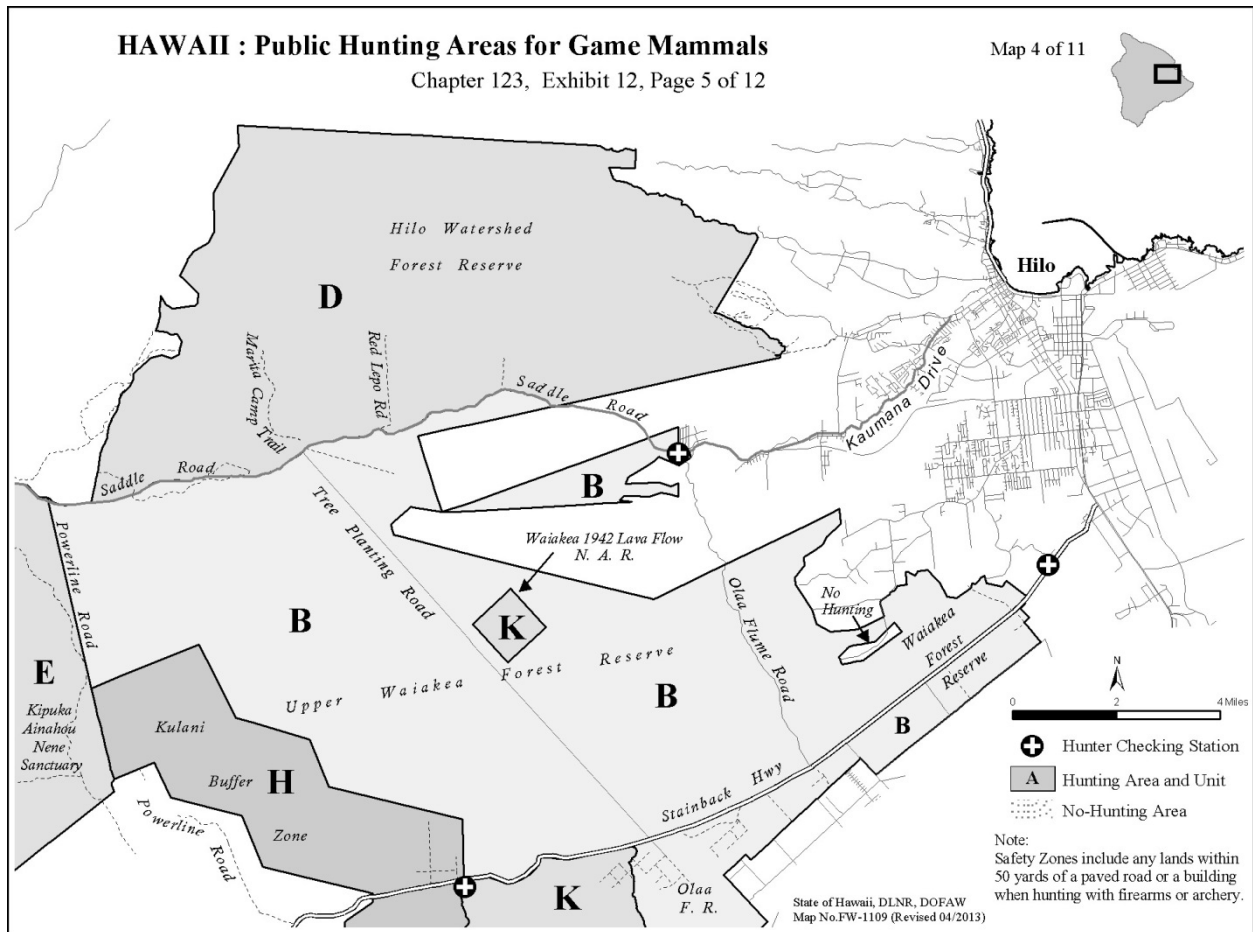 HAWAII : Public Hunting Areas for Game Mammals
Chapter 123, Exhibit 12, Page 5 of 12
Map 4 of 11
Hilo Watershed
Forest Reserve
D
Hilo
Marita Camp Trail
Red Lepo Rd
Saddle Road
Kaumana Drive
Saddle Road
B
Powerline Road
Tree Planting Road
Waiakea 1942 Lava Flow
N. A. R.
K
B
Olaa Flume Road
No
Hunting
Waiakea
Forest
Reserve
E
Kipuka
Ainahou
Nene
Sanctuary
Upper Waiakea Forest Reserve
B
B
Kulani
Buffer
Zone
H
Powerline
Road
Stainback Hwy
K
Olaa
F. R.
N
0 2 4 Miles
Hunter Checking Station
A Hunting Area and Unit
No-Hunting Area
Note:
Safety Zones include any lands within
50 yards of a paved road or a building
when hunting with firearms or archery.
State of Hawaii, DLNR, DOFAW
Map No.FW-1109 (Revised 04/2013)